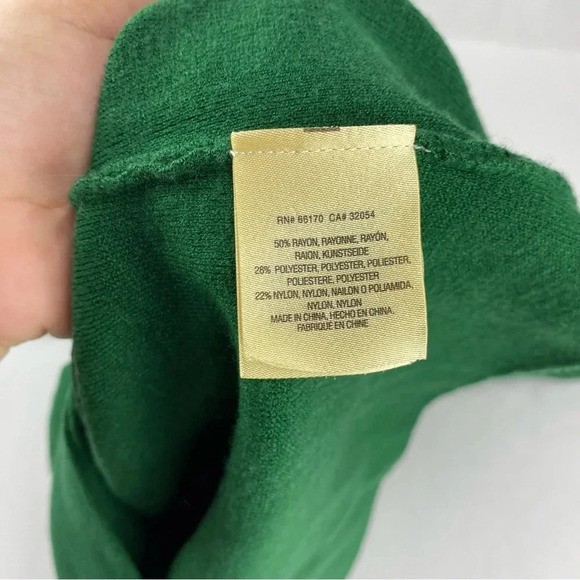 RN# 66170 CA# 32054
50% RAYON, RAYONNE, RAYÓN,
RAION, KUNSTSEIDE
28% POLYESTER, POLYESTER, POLIESTER,
POLIESTERE, POLYESTER
22% NYLON, NYLON, NAILON O POLIAMIDA,
NYLON, NYLON
MADE IN CHINA, HECHO EN CHINA,
FABRIQUÉ EN CHINE